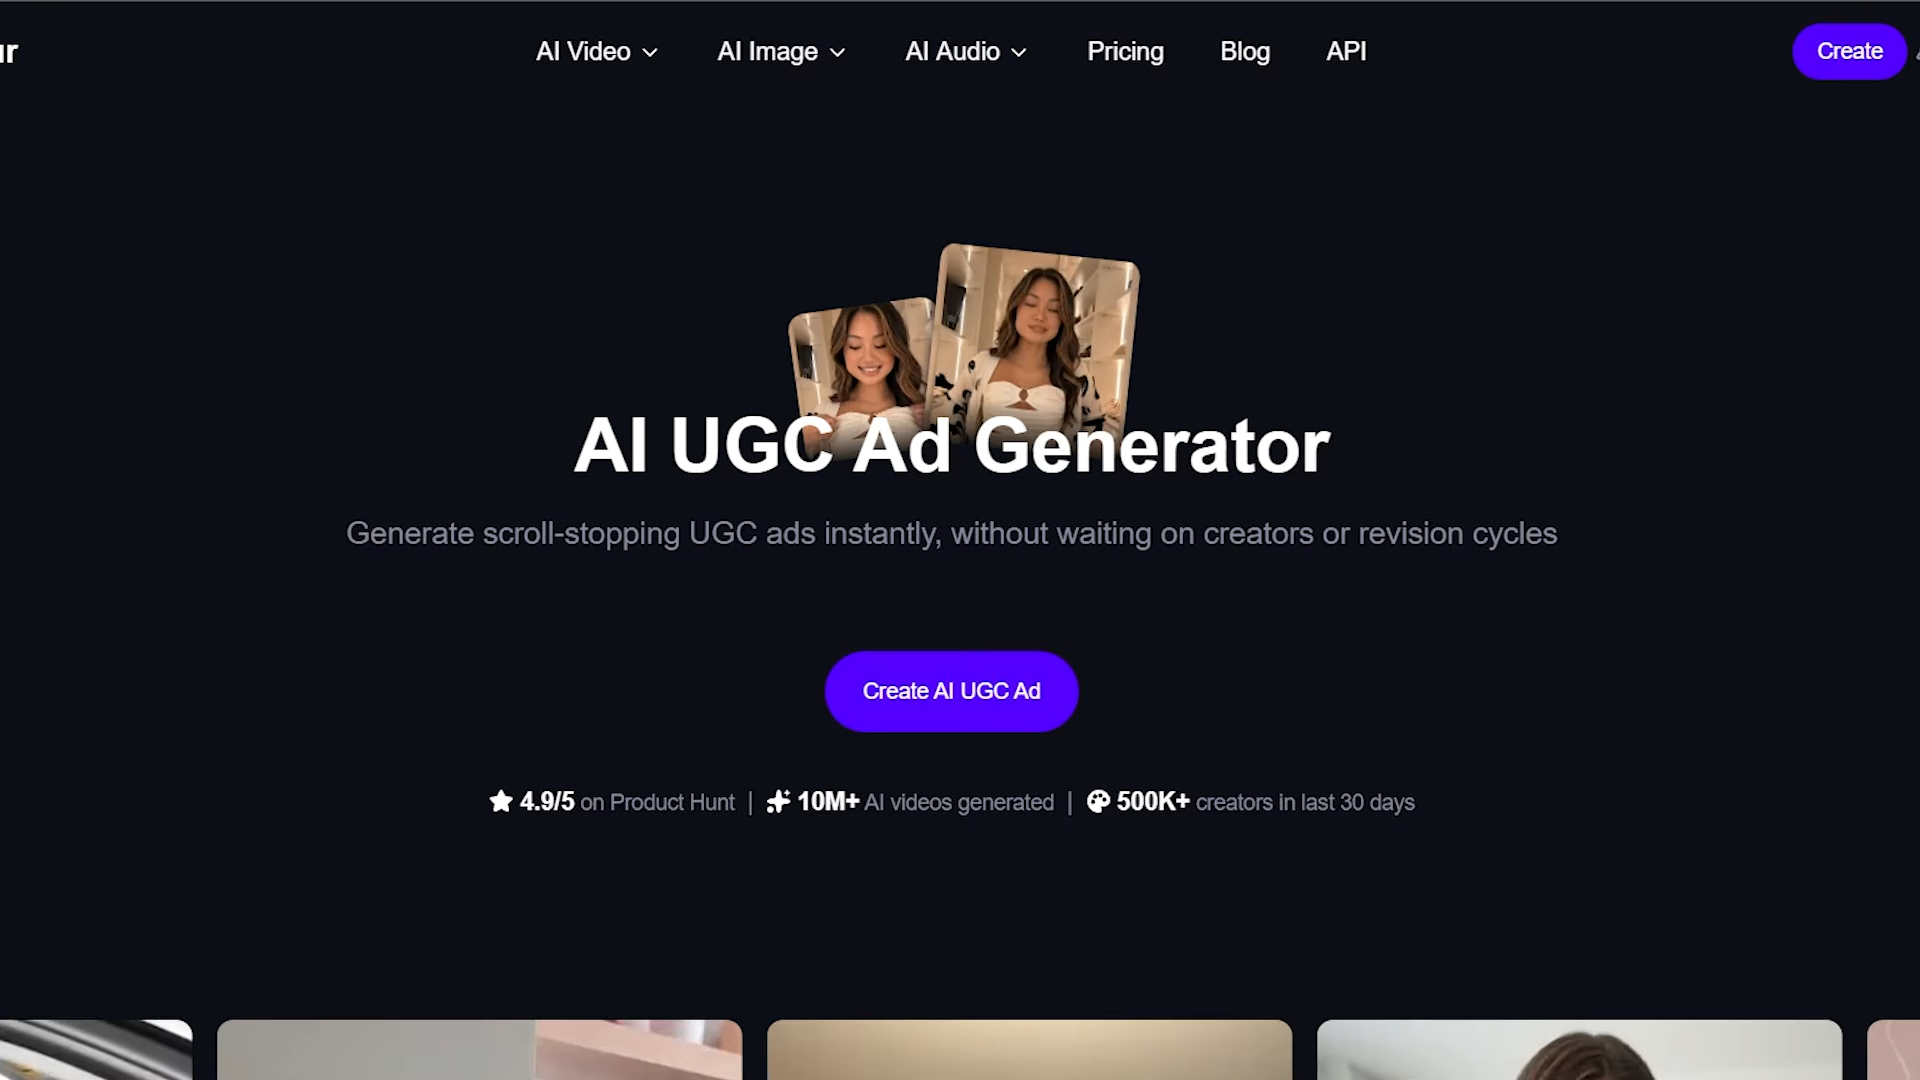 AI Video
AI Image
AI Audio
Pricing
Blog
API
Create
AI UGC Ad Generator
Generate scroll-stopping UGC ads instantly, without waiting on creators or revision cycles
Create AI UGC Ad
4.9/5 on Product Hunt | 10M+ AI videos generated | 500K+ creators in last 30 days